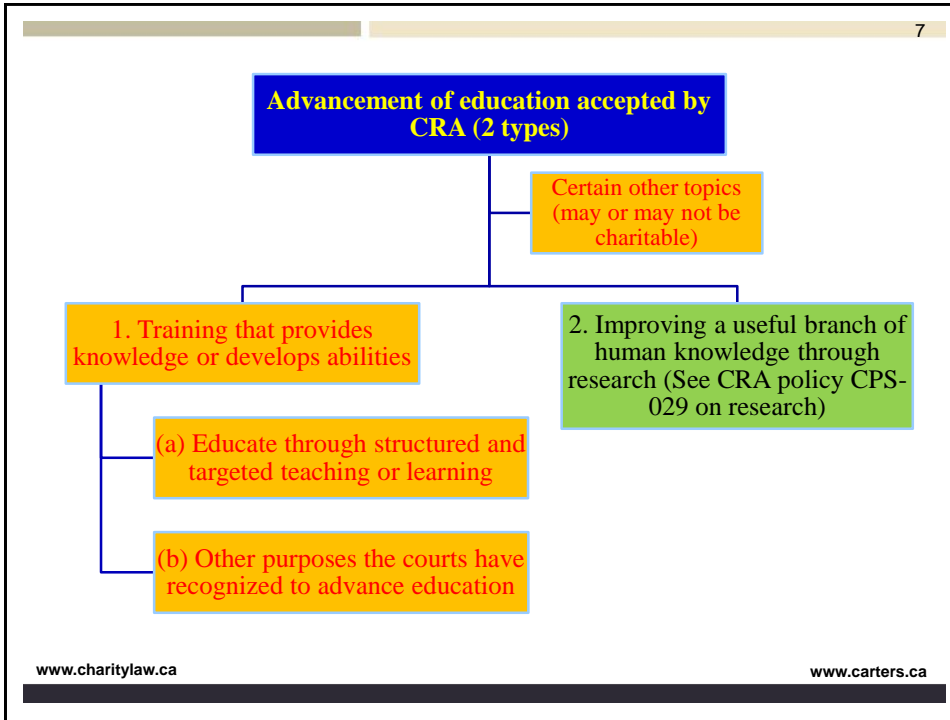 7
Advancement of education accepted by
CRA (2 types)
Certain other topics
(may or may not be
charitable)
1. Training that provides
knowledge or develops abilities
2. Improving a useful branch of
human knowledge through
research (See CRA policy CPS-
029 on research)
(a) Educate through structured and
targeted teaching or learning
(b) Other purposes the courts have
recognized to advance education
www.charitylaw.ca
www.carters.ca